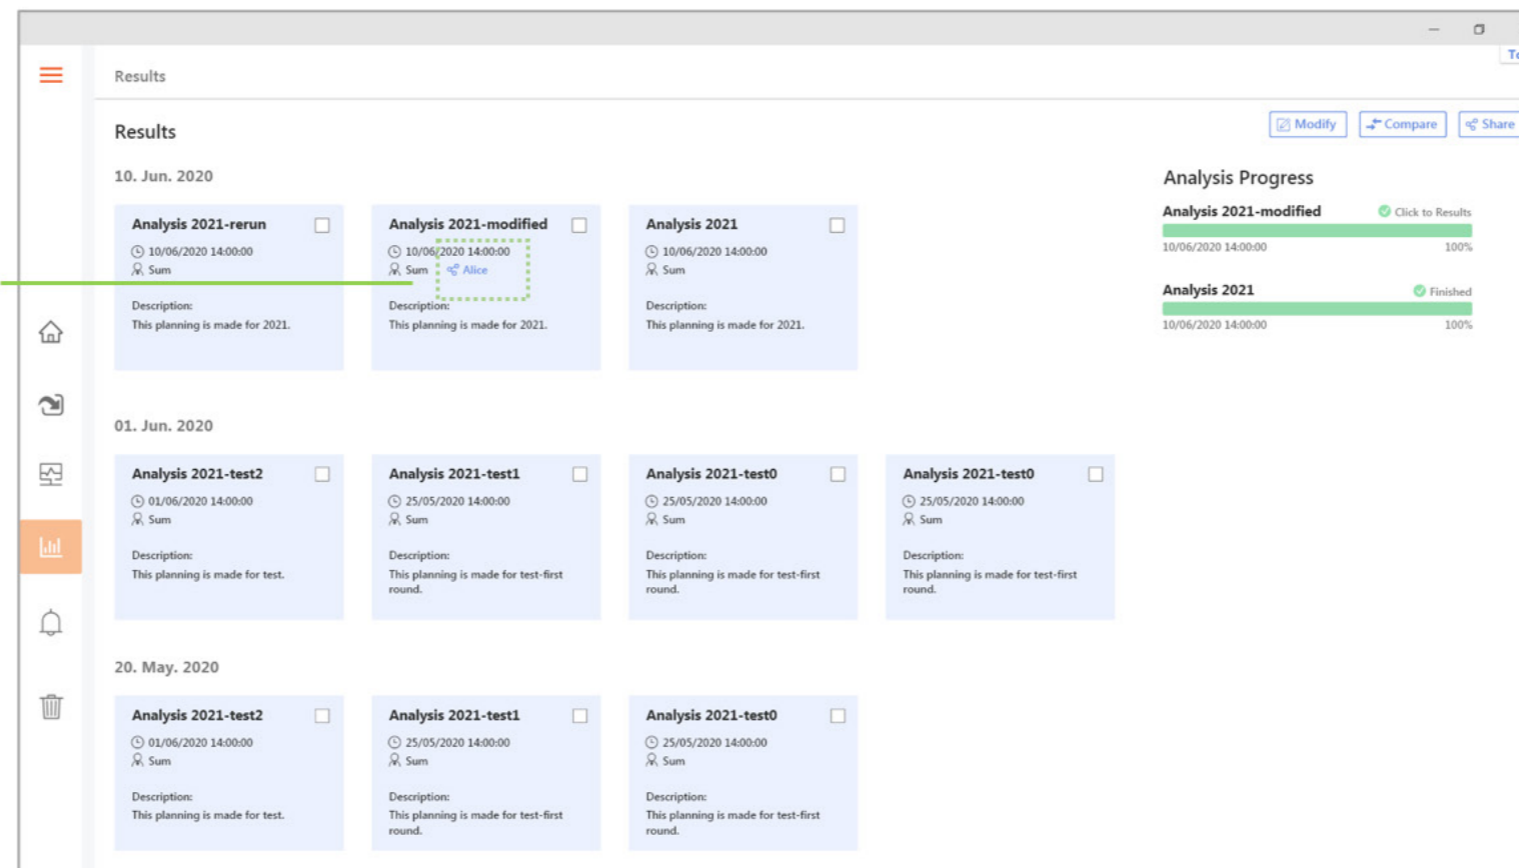 To
Results
Results
Modify
Compare
Share
10. Jun. 2020
Analysis 2021-rerun
10/06/2020 14:00:00
Sum
Description:
This planning is made for 2021.
Analysis 2021-modified
10/06/2020 14:00:00
Sum
Alice
Description:
This planning is made for 2021.
Analysis 2021
10/06/2020 14:00:00
Sum
Description:
This planning is made for 2021.
Analysis Progress
Analysis 2021-modified
Click to Results
10/06/2020 14:00:00
100%
Analysis 2021
Finished
10/06/2020 14:00:00
100%
01. Jun. 2020
Analysis 2021-test2
01/06/2020 14:00:00
Sum
Description:
This planning is made for test.
Analysis 2021-test1
25/05/2020 14:00:00
Sum
Description:
This planning is made for test-first
round.
Analysis 2021-test0
25/05/2020 14:00:00
Sum
Description:
This planning is made for test-first
round.
Analysis 2021-test0
25/05/2020 14:00:00
Sum
Description:
This planning is made for test-first
round.
20. May. 2020
Analysis 2021-test2
01/06/2020 14:00:00
Sum
Description:
This planning is made for test.
Analysis 2021-test1
25/05/2020 14:00:00
Sum
Description:
This planning is made for test-first
round.
Analysis 2021-test0
25/05/2020 14:00:00
Sum
Description:
This planning is made for test-first
round.